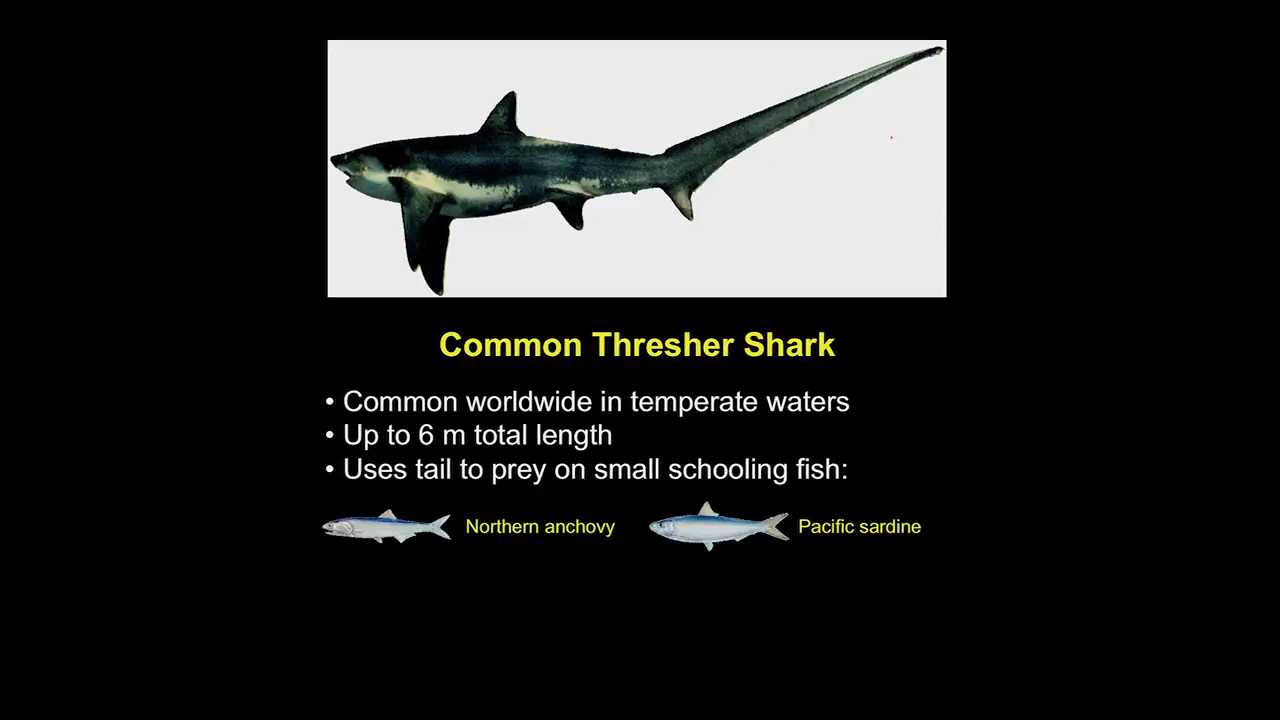 Common Thresher Shark
• Common worldwide in temperate waters
• Up to 6 m total length
• Uses tail to prey on small schooling fish:
Northern anchovy Pacific sardine